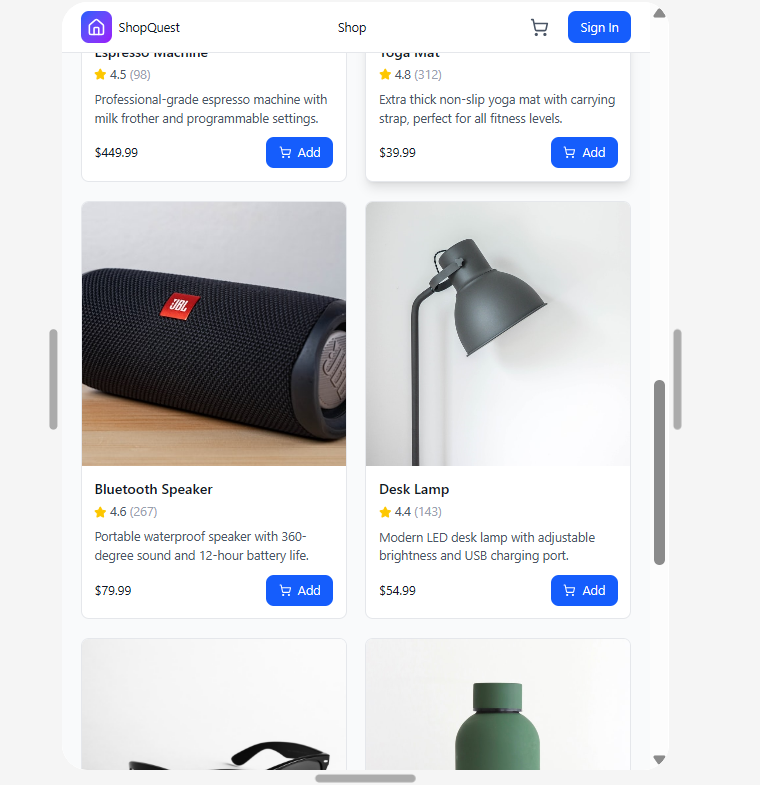 ShopQuest
Shop
Sign In
Espresso Machine
Yoga Mat
4.5 (98)
4.8 (312)
Professional-grade espresso machine with
milk frother and programmable settings.
Extra thick non-slip yoga mat with carrying
strap, perfect for all fitness levels.
$449.99
Add
$39.99
Add
JBL
Bluetooth Speaker
Desk Lamp
4.6 (267)
4.4 (143)
Portable waterproof speaker with 360-
degree sound and 12-hour battery life.
Modern LED desk lamp with adjustable
brightness and USB charging port.
$79.99
Add
$54.99
Add